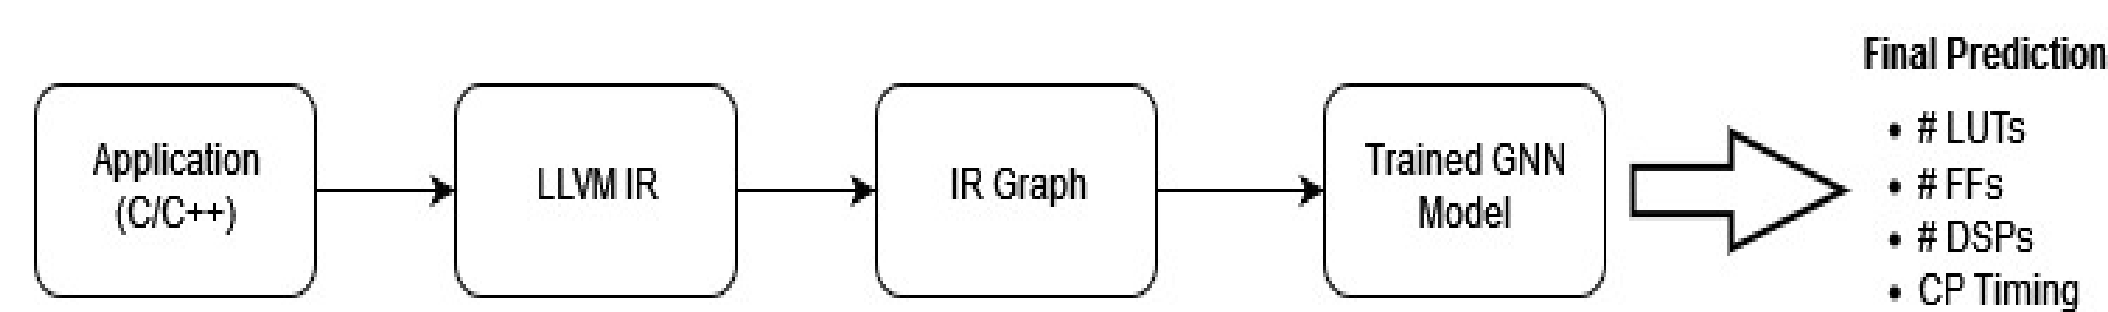 Application
(C/C++)
LLVM IR
IR Graph
Trained GNN
Model
Final Prediction
• # LUTs
• # FFs
• # DSPs
• CP Timing